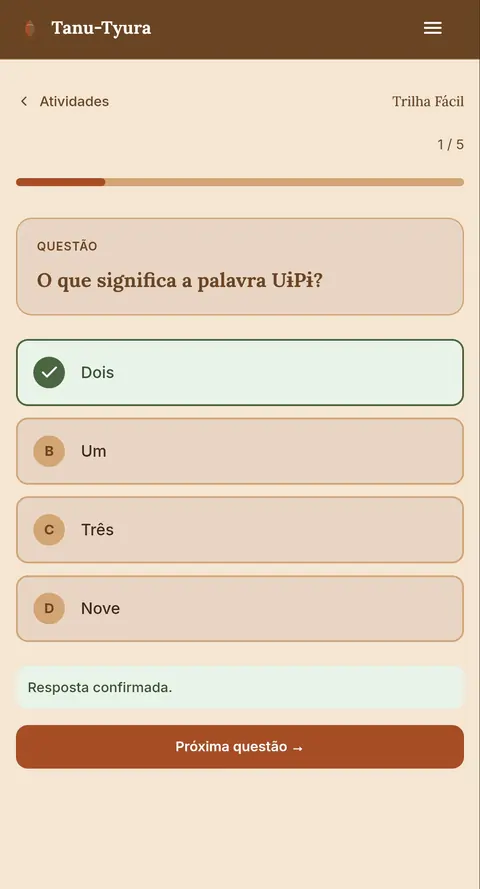 Tanu-Tyura
Atividades
Trilha Fácil
1 / 5
QUESTÃO
O que significa a palavra UɨPɨ?
Dois
B Um
C Três
D Nove
Resposta confirmada.
Próxima questão →